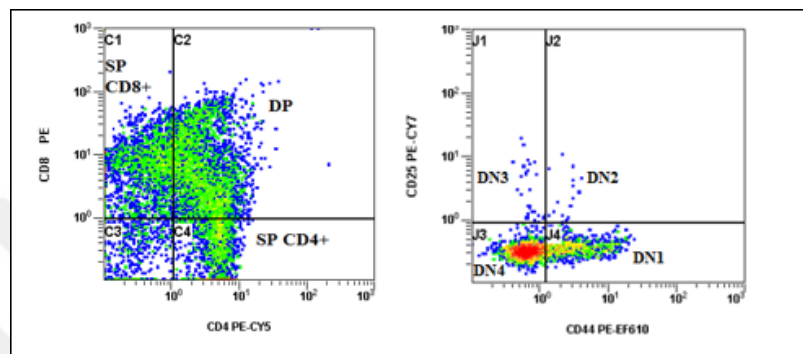 10³
C1
C2
SP
CD8+
DP
10²
CD8 PE
10¹
10⁰
C3
C4
SP CD4+
10⁰
10¹
10²
10³
CD4 PE-CY5
10³
J1
J2
10²
CD25 PE-CY7
10¹
DN3
DN2
10⁰
J3
J4
DN4
DN1
10⁰
10¹
10²
10³
CD44 PE-EF610